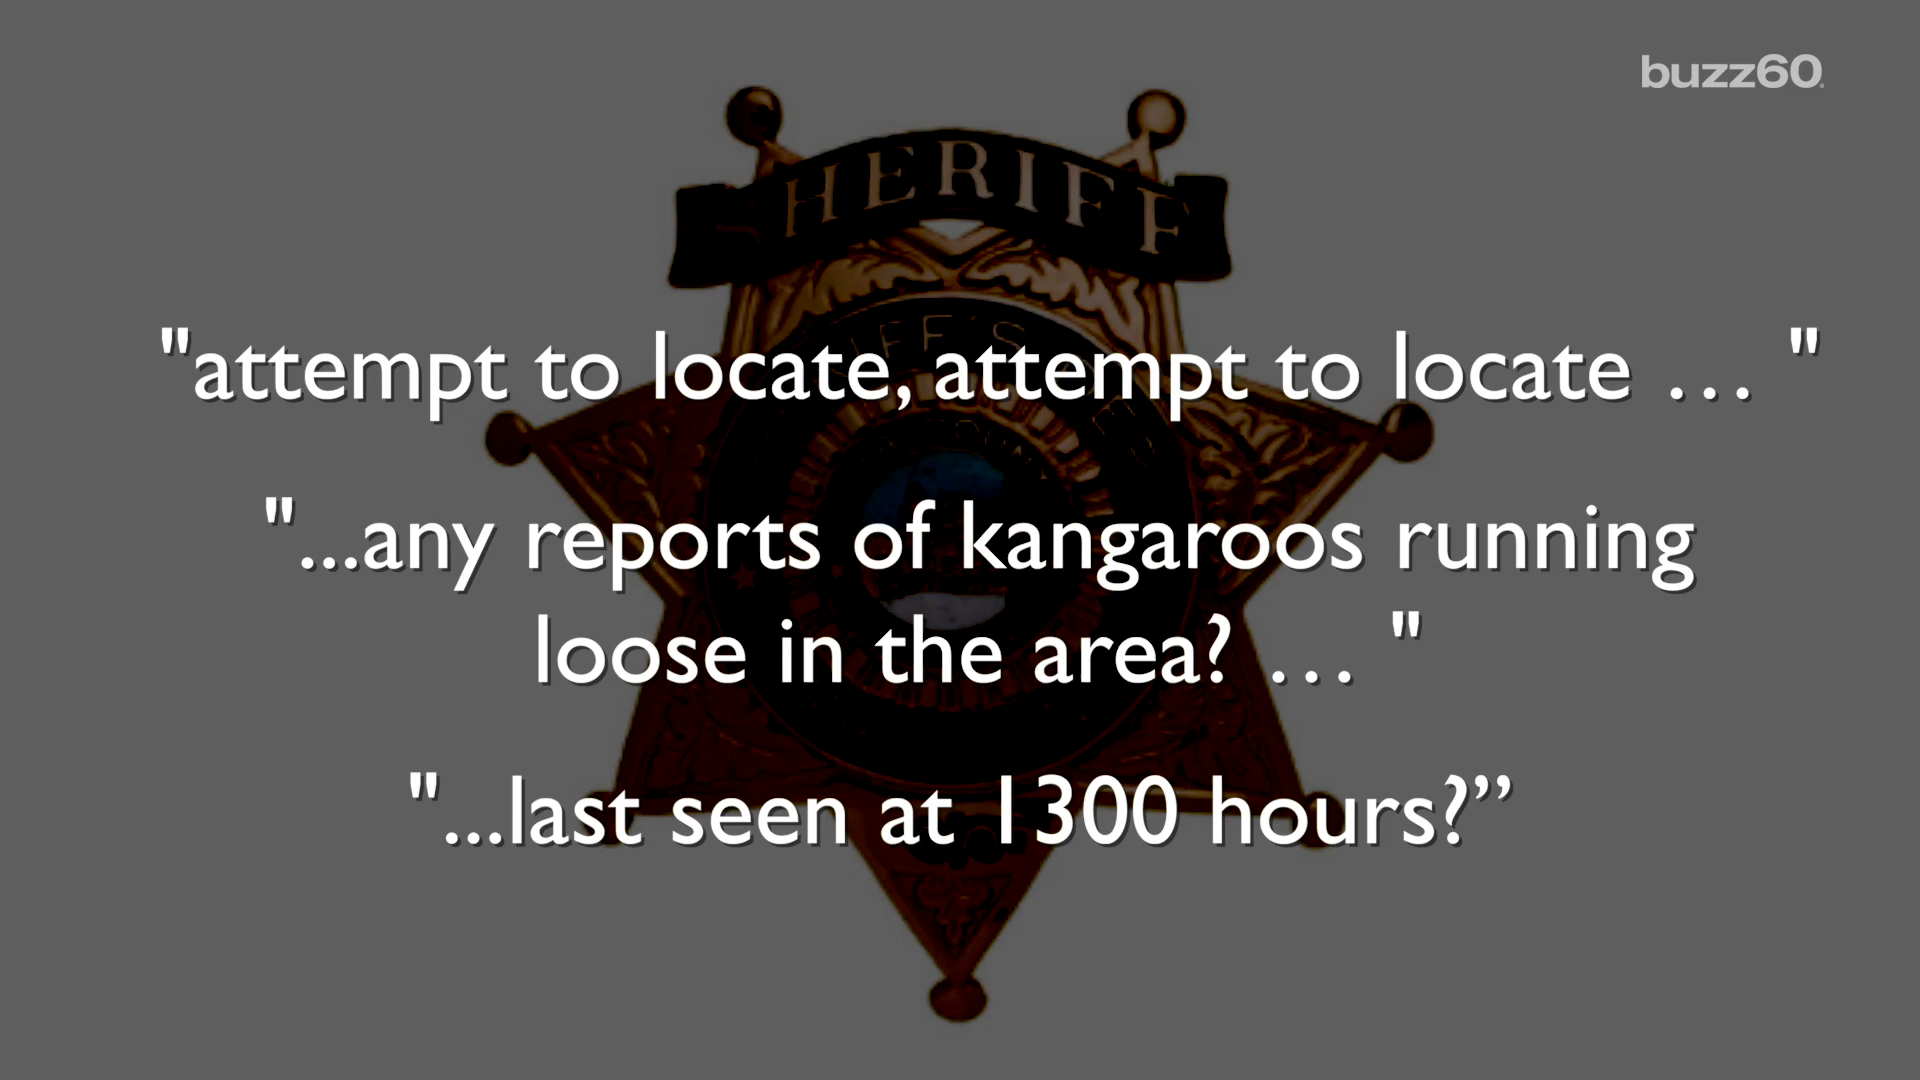 buzz60
SHERIFF
"attempt to locate, attempt to locate … "
"...any reports of kangaroos running
loose in the area? … "
"...last seen at 1300 hours?”